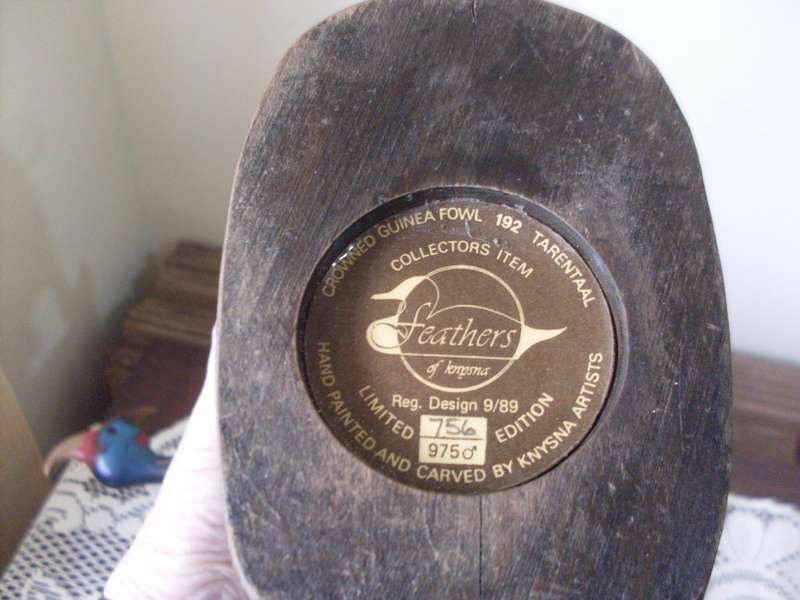 CROWNED GUINEA FOWL 192 TARENTAAL
COLLECTORS ITEM
feathers
of knysna
Reg. Design 9/89
LIMITED EDITION
756
975♂
HAND PAINTED AND CARVED BY KNYSNA ARTISTS